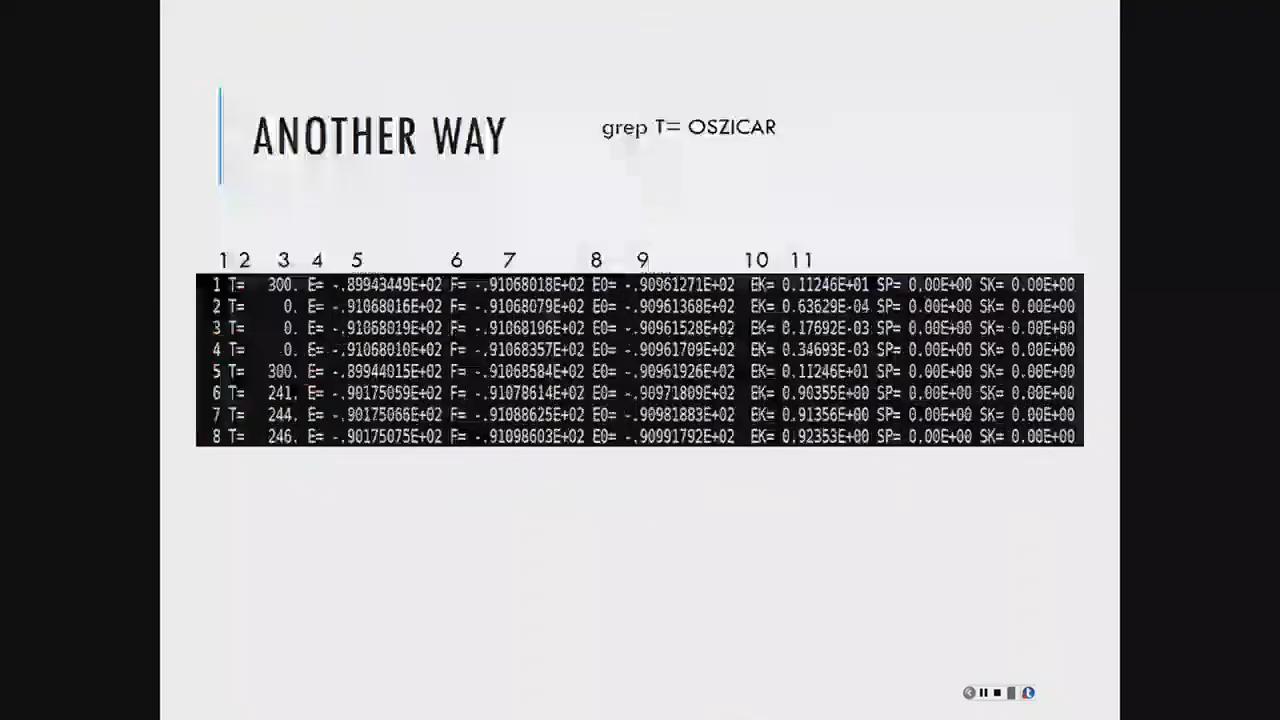 ANOTHER WAY
grep T= OSZICAR
1 2 3 4 5 6 7 8 9 10 11
1 T= 300. E= -.89943449E+02 F= -.91068018E+02 E0= -.90961271E+02 EK= 0.11246E+01 SP= 0.00E+00 SK= 0.00E+00
2 T= 0. E= -.91068016E+02 F= -.91068079E+02 E0= -.90961368E+02 EK= 0.63629E-04 SP= 0.00E+00 SK= 0.00E+00
3 T= 0. E= -.91068019E+02 F= -.91068196E+02 E0= -.90961528E+02 EK= 0.17692E-03 SP= 0.00E+00 SK= 0.00E+00
4 T= 0. E= -.91068010E+02 F= -.91068357E+02 E0= -.90961709E+02 EK= 0.34693E-03 SP= 0.00E+00 SK= 0.00E+00
5 T= 300. E= -.89944015E+02 F= -.91068584E+02 E0= -.90961926E+02 EK= 0.11246E+01 SP= 0.00E+00 SK= 0.00E+00
6 T= 241. E= -.90175059E+02 F= -.91078614E+02 E0= -.90971809E+02 EK= 0.90355E+00 SP= 0.00E+00 SK= 0.00E+00
7 T= 244. E= -.90175066E+02 F= -.91088625E+02 E0= -.90981883E+02 EK= 0.91356E+00 SP= 0.00E+00 SK= 0.00E+00
8 T= 246. E= -.90175075E+02 F= -.91098603E+02 E0= -.90991792E+02 EK= 0.92353E+00 SP= 0.00E+00 SK= 0.00E+00